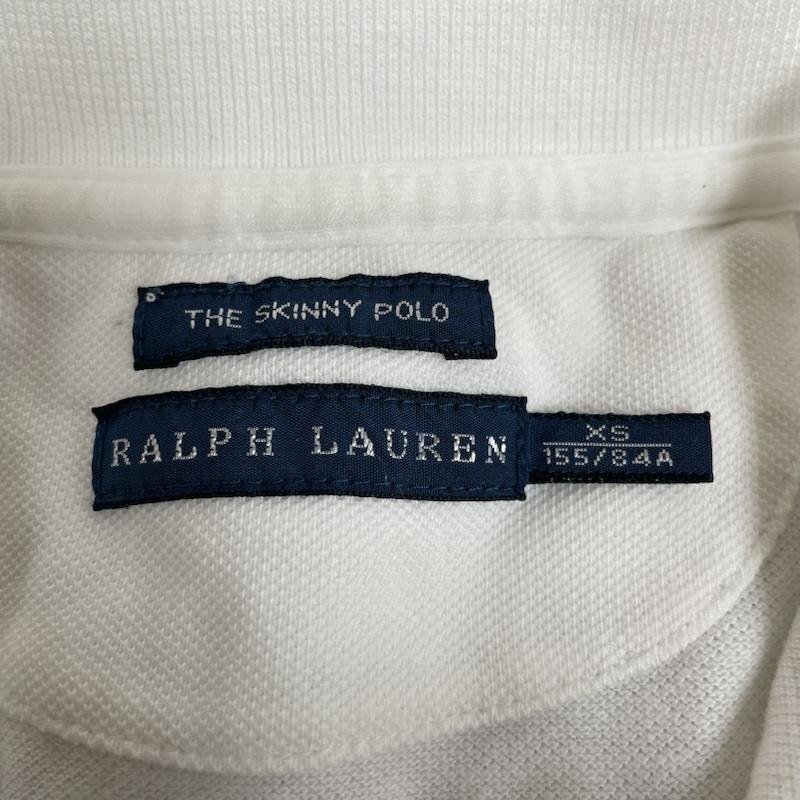 THE SKINNY POLO
RALPH LAUREN
XS
155/84A